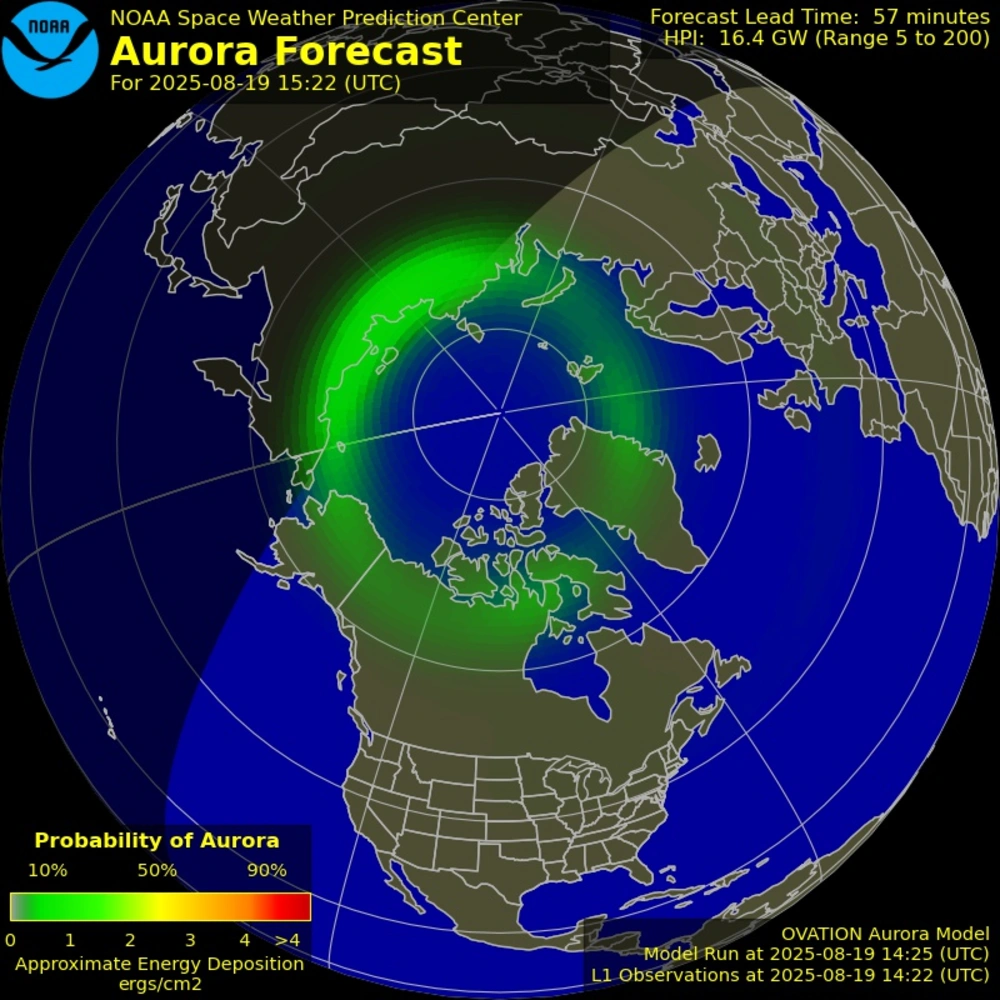 NOAA
NOAA Space Weather Prediction Center
Aurora Forecast
For 2025-08-19 15:22 (UTC)
Forecast Lead Time: 57 minutes
HPI: 16.4 GW (Range 5 to 200)
Probability of Aurora
10% 50% 90%
0 1 2 3 4 >4
Approximate Energy Deposition
ergs/cm2
OVATION Aurora Model
Model Run at 2025-08-19 14:25 (UTC)
L1 Observations at 2025-08-19 14:22 (UTC)